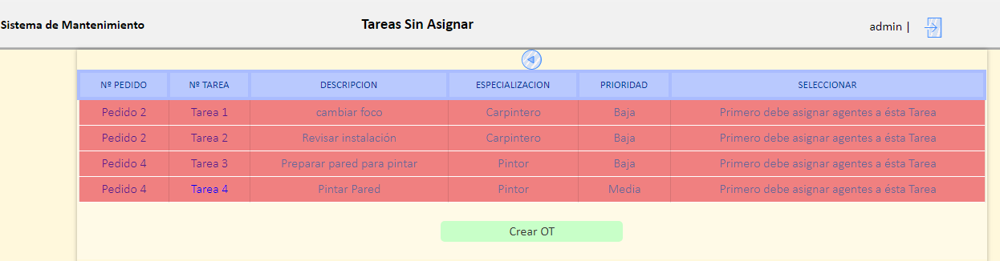 Sistema de Mantenimiento Tareas Sin Asignar admin |
Nº PEDIDO Nº TAREA DESCRIPCION ESPECIALIZACION PRIORIDAD SELECCIONAR
Pedido 2 Tarea 1 cambiar foco Carpintero Baja Primero debe asignar agentes a ésta Tarea
Pedido 2 Tarea 2 Revisar instalación Carpintero Baja Primero debe asignar agentes a ésta Tarea
Pedido 4 Tarea 3 Preparar pared para pintar Pintor Baja Primero debe asignar agentes a ésta Tarea
Pedido 4 Tarea 4 Pintar Pared Pintor Media Primero debe asignar agentes a ésta Tarea
Crear OT